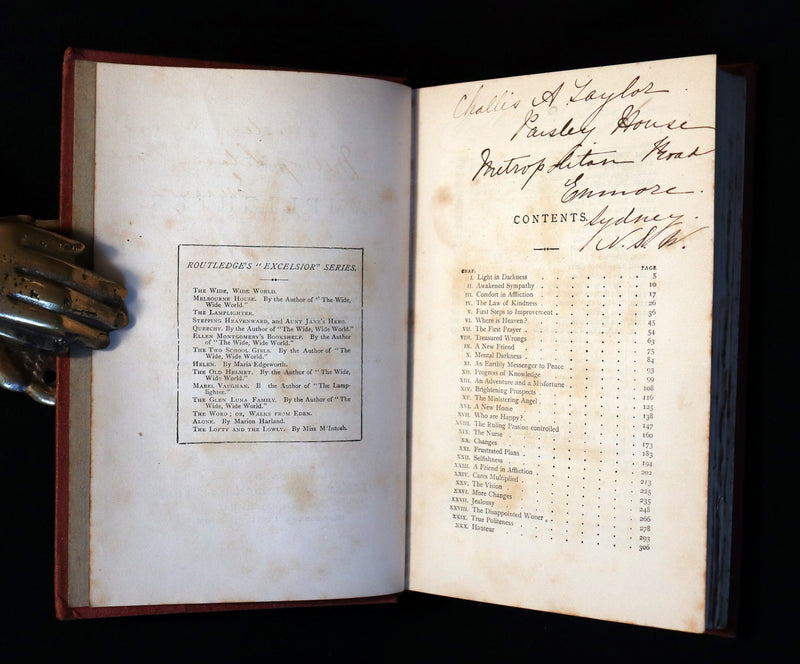 ROUTLEDGE'S "EXCELSIOR" SERIES.
THE WIDE, WIDE WORLD.
MELBOURNE HOUSE. By the Author of "The Wide,
Wide World."
THE LAMPLIGHTER.
STEPPING HEAVENWARD, AND AUNT JANE'S HERO.
QUEECHY. By the Author of "The Wide, Wide World."
ELLEN MONTGOMERY'S BOOKSHELF. By the Author
of "The Wide, Wide World."
THE TWO SCHOOL GIRLS. By the Author of "The
Wide, Wide World."
HELEN. By Maria Edgeworth.
THE OLD HELMET. By the Author of "The Wide,
Wide World."
MABEL VAUGHAN. B the Author of "The Lamp-
lighter."
THE GLEN LUNA FAMILY. By the Author of "The
Wide, Wide World."
THE WORD; OR, WALKS FROM EDEN.
ALONE. By Marion Harland.
THE LOFTY AND THE LOWLY. By Miss M'Intosh.
Challis A. Taylor.
Paisley House
Metropolitan Road
Enmore.
Sydney.
N.S.W.
CONTENTS.
CHAP. PAGE
I. Light in Darkness 5
II. Awakened Sympathy 10
III. Comfort in Affliction 17
IV. The Law of Kindness 26
V. First Steps to Improvement 36
VI. Where is Heaven? 45
VII. The First Prayer 54
VIII. Treasured Wrongs 63
IX. A New Friend 75
X. Mental Darkness 84
XI. An Earthly Messenger to Peace 93
XII. Progress of Knowledge 99
XIII. An Adventure and a Misfortune 108
XIV. Brightening Prospects 116
XV. The Ministering Angel 125
XVI. A New Home 138
XVII. Who are Happy? 147
XVIII. The Ruling Passion controlled 160
XIX. The Nurse 173
XX. Changes 183
XXI. Frustrated Plans 194
XXII. Selfishness 202
XXIII. A Friend in Affliction 213
XXIV. Cares Multiplied 225
XXV. The Vision 235
XXVI. More Changes 248
XXVII. Jealousy 266
XXVIII. The Disappointed Wooer 278
XXIX. True Politeness 293
XXX. Hauteur 306